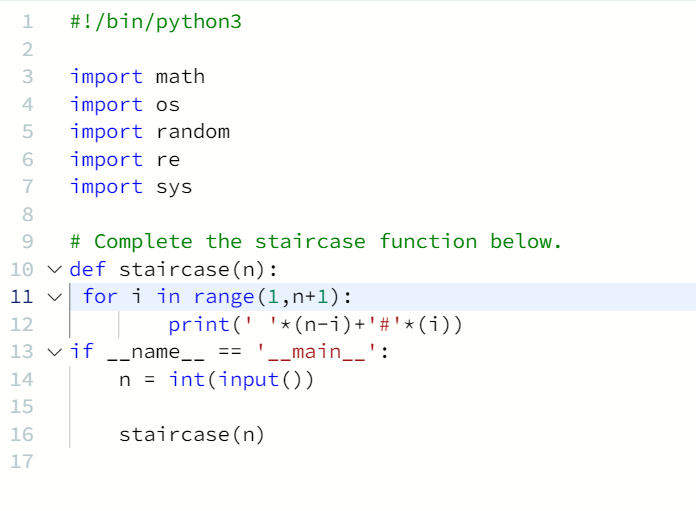 1 #!/bin/python3
2
3 import math
4 import os
5 import random
6 import re
7 import sys
8
9 # Complete the staircase function below.
10 def staircase(n):
11  for i in range(1,n+1):
12         print(' '*(n-i)+'#'*(i))
13 if __name__ == '__main__':
14     n = int(input())
15
16     staircase(n)
17